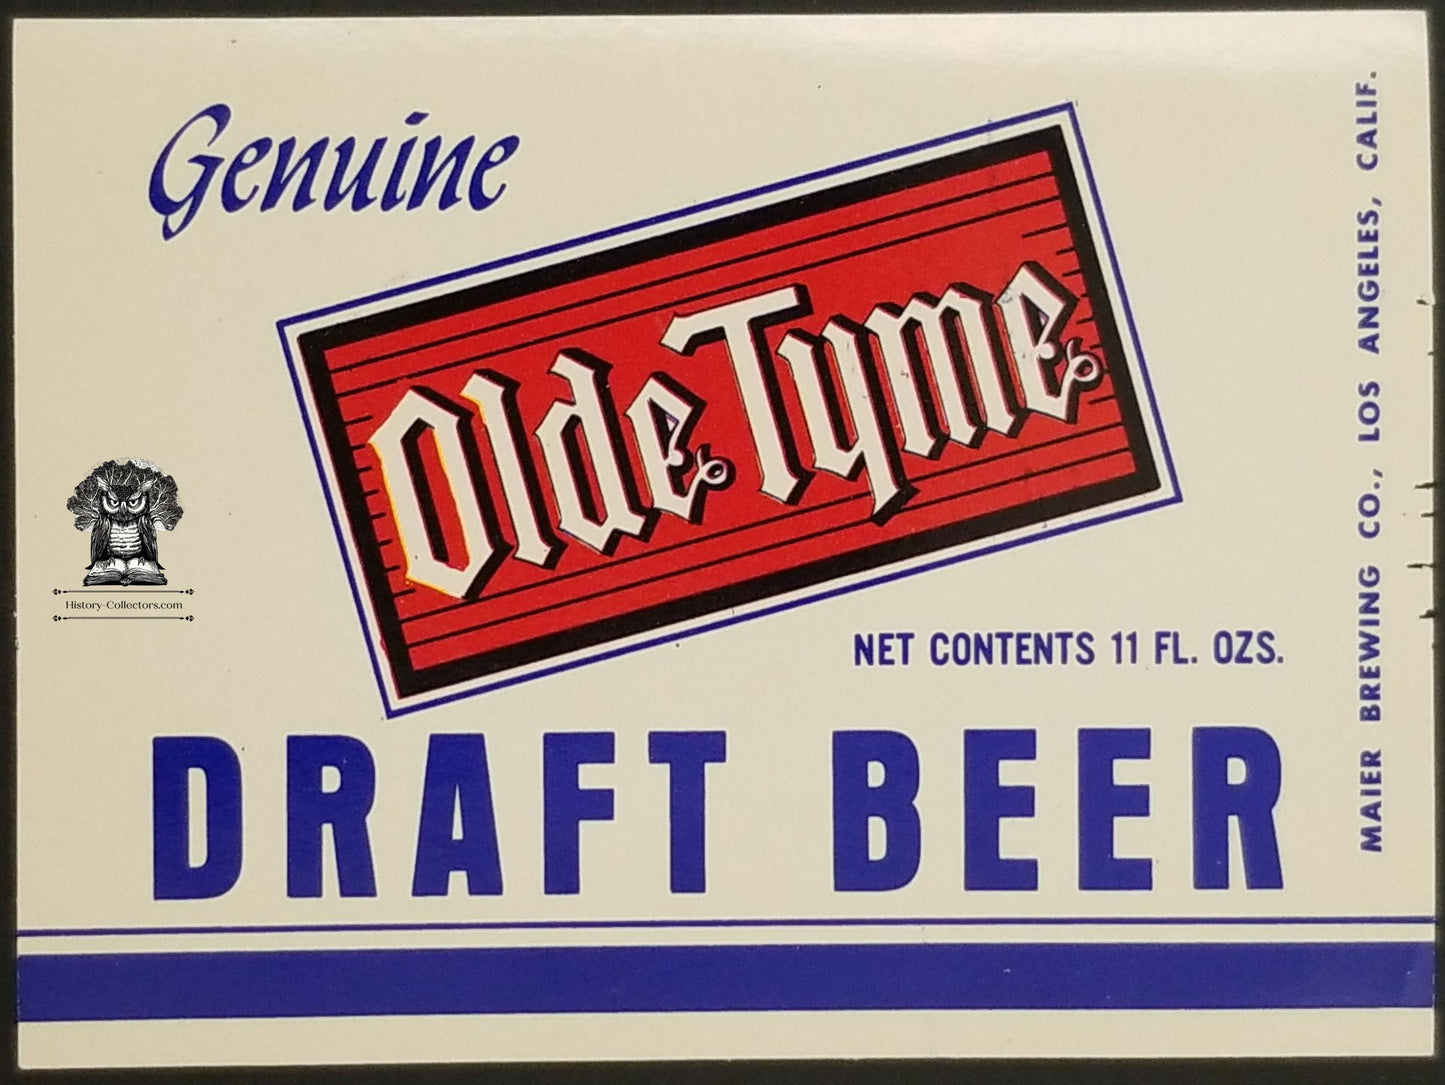 Genuine
Olde Tyme
NET CONTENTS 11 FL. OZS.
DRAFT BEER
MAIER BREWING CO., LOS ANGELES, CALIF.
History-Collectors.com